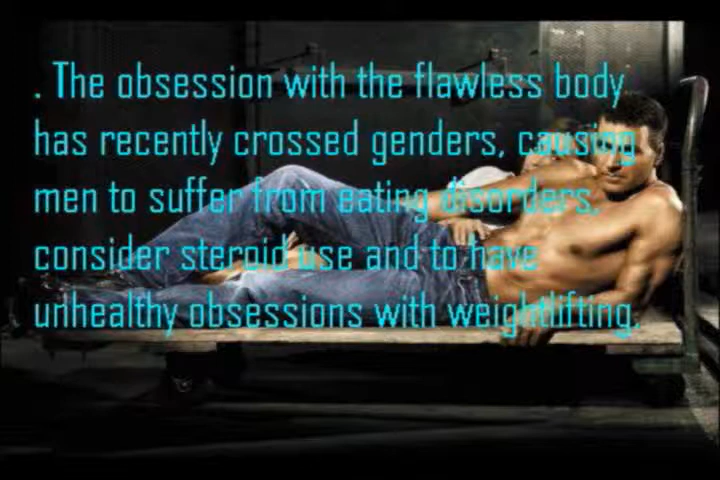 . The obsession with the flawless body
has recently crossed genders, causing
men to suffer from eating disorders,
consider steroid use and to have
unhealthy obsessions with weightlifting.